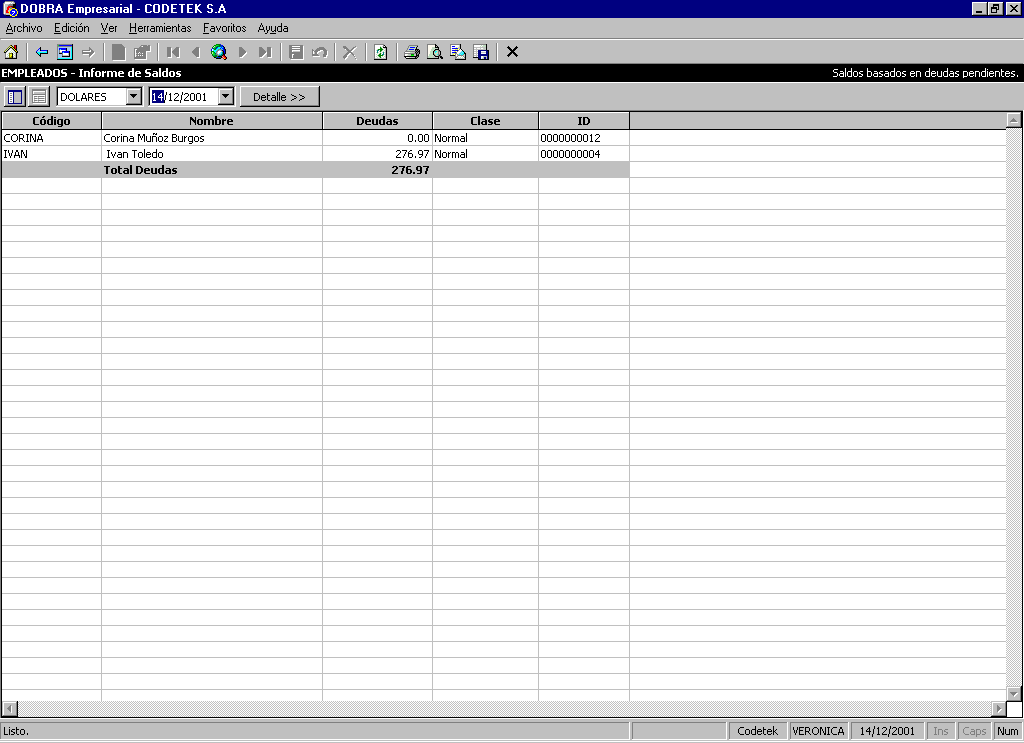 DOBRA Empresarial - CODETEK S.A
Archivo Edición Ver Herramientas Favoritos Ayuda
EMPLEADOS - Informe de Saldos Saldos basados en deudas pendientes.
DOLARES 14/12/2001 Detalle >>
Código Nombre Deudas Clase ID
CORINA Corina Muñoz Burgos 0.00 Normal 0000000012
IVAN Ivan Toledo 276.97 Normal 0000000004
Total Deudas 276.97
Listo. Codetek VERONICA 14/12/2001 Ins Caps Num